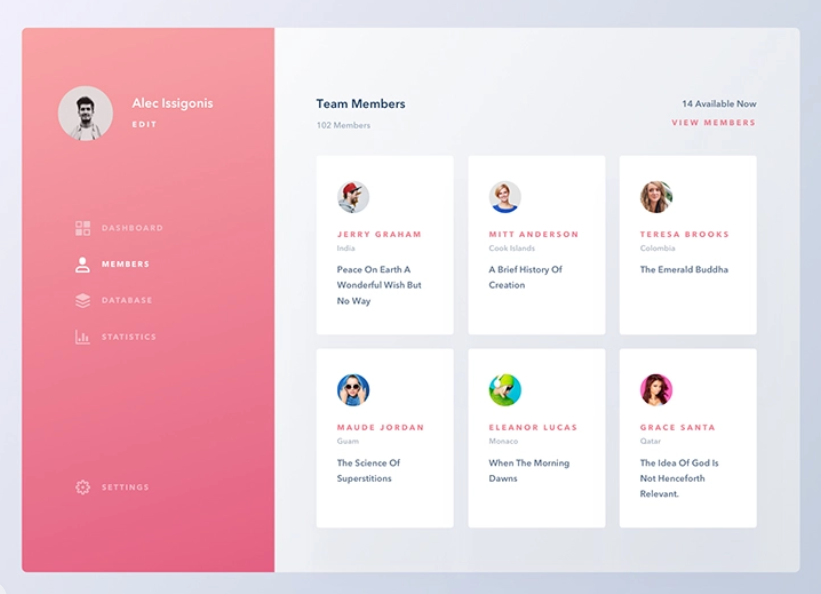 Alec Issigonis
EDIT
DASHBOARD
MEMBERS
DATABASE
STATISTICS
SETTINGS
Team Members
102 Members
14 Available Now
VIEW MEMBERS
JERRY GRAHAM
India
Peace On Earth A
Wonderful Wish But
No Way
MITT ANDERSON
Cook Islands
A Brief History Of
Creation
TERESA BROOKS
Colombia
The Emerald Buddha
MAUDE JORDAN
Guam
The Science Of
Superstitions
ELEANOR LUCAS
Monaco
When The Morning
Dawns
GRACE SANTA
Qatar
The Idea Of God Is
Not Henceforth
Relevant.